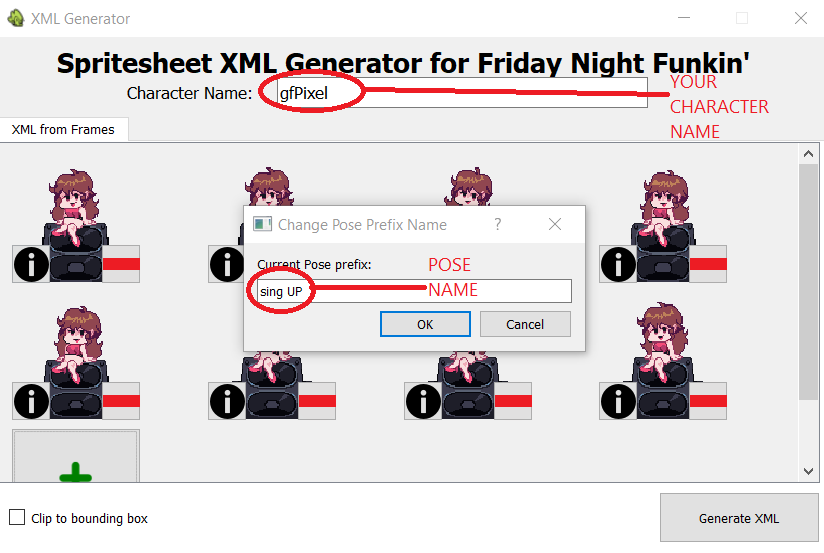 XML Generator
Spritesheet XML Generator for Friday Night Funkin'
Character Name: gfPixel
YOUR
CHARACTER
NAME
XML from Frames
Change Pose Prefix Name ?
Current Pose prefix:
POSE
NAME
sing UP
OK Cancel
i i i
i i i i
Clip to bounding box
Generate XML